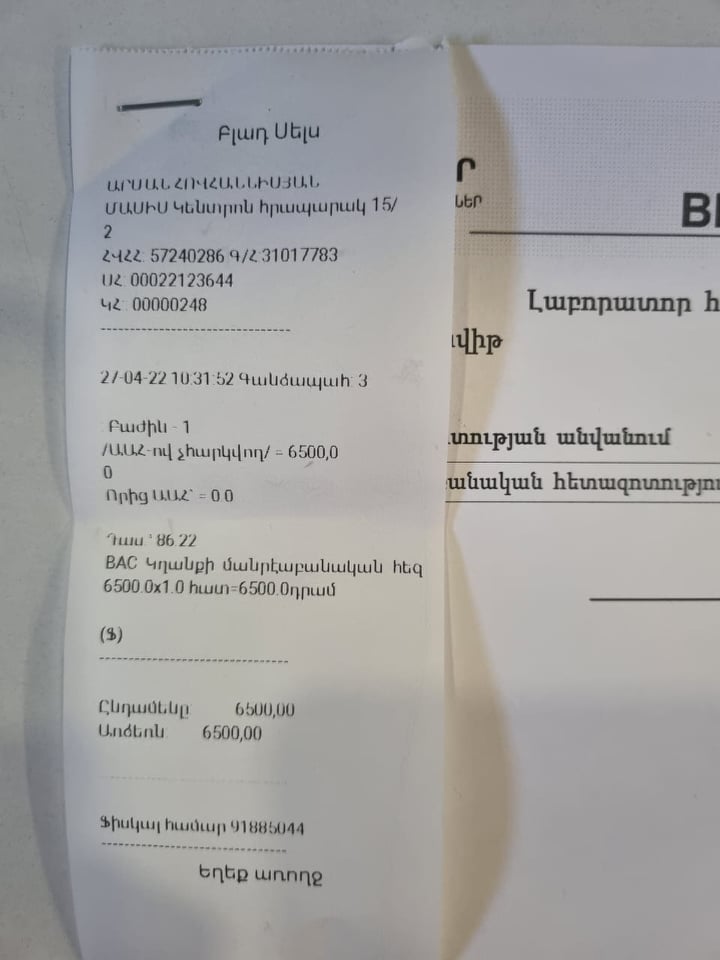 Բլադ Սելս
ԱՐՄԱՆ ՀՈՎՀԱՆՆԻՍՅԱՆ
ՄԱՍԻՍ Կենտրոն հրապարակ 15/
2
ՀՎՀՀ: 57240286 Գ/Հ:31017783
ՍՀ: 00022123644
ԿՀ: 00000248
27-04-22 10:31:52 Գանձապահ: 3
Բաժին - 1
/ԱԱՀ-ով չհարկվող/ = 6500,0
0
Որից ԱԱՀ՝ = 0.0
Դաս ՝ 86.22
BAC Կղանքի մանրէաբանական հեզ
6500.0x1.0 հատ=6500.0դրամ
(Ֆ)
Ընդամենը 6500,00
Առձեռն 6500,00
Ֆիսկալ համար 91885044
Եղեք առողջ
Ր
ՆԵՐ
Լաբորատոր հ
վիթ
ության անվանում
անական հետազոտությու